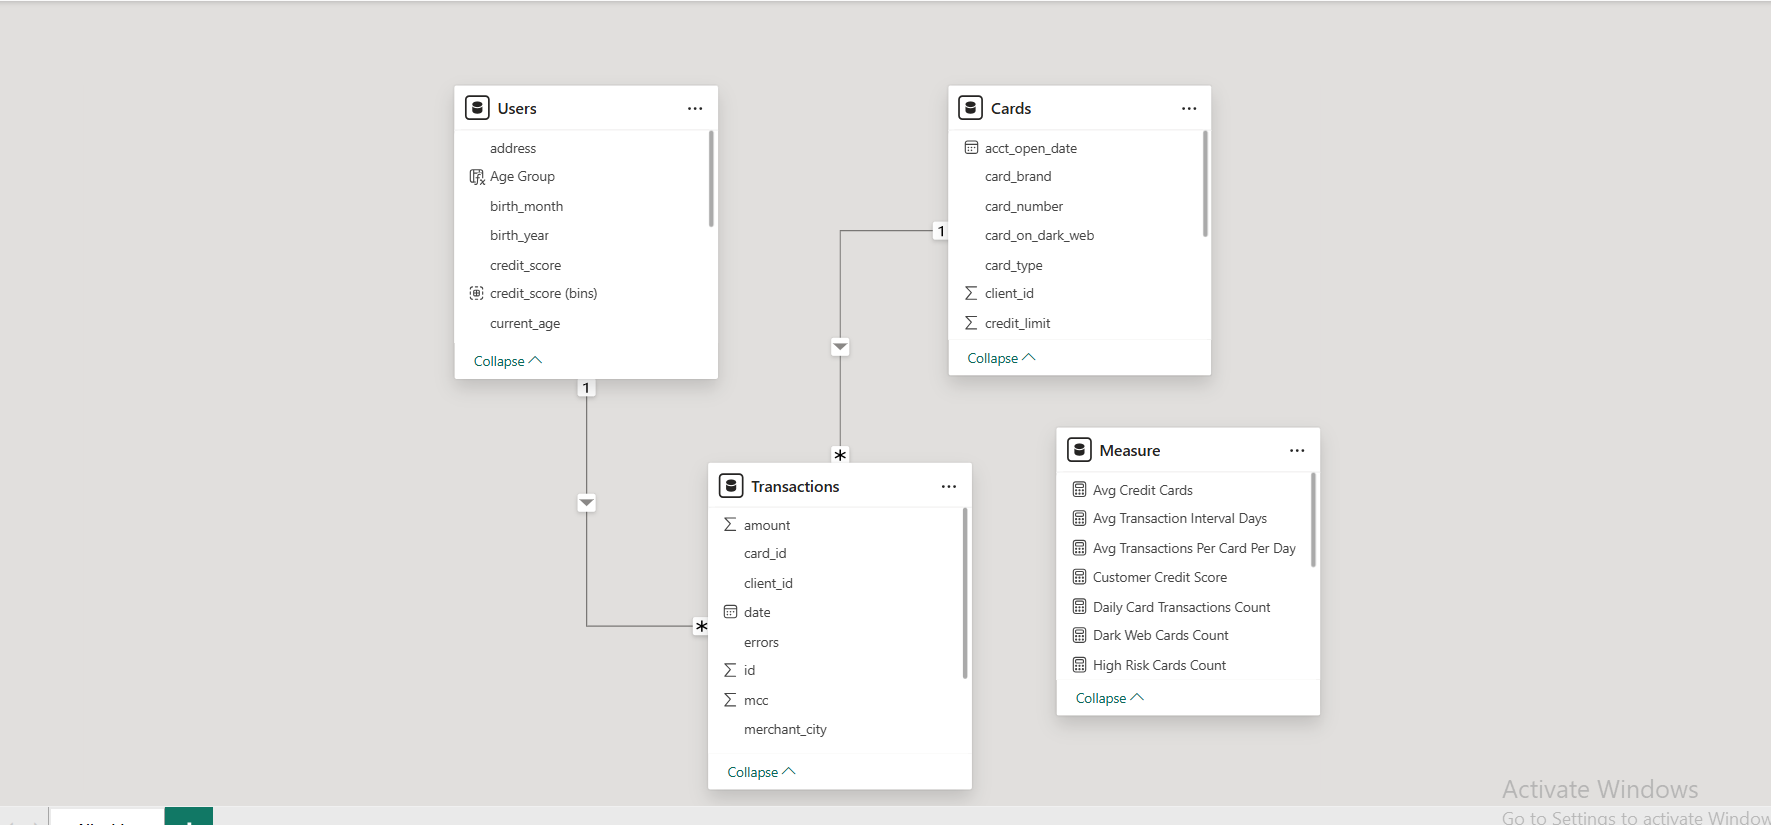 Users
address
Age Group
birth_month
birth_year
credit_score
credit_score (bins)
current_age
Collapse
1
Cards
acct_open_date
card_brand
card_number
card_on_dark_web
card_type
client_id
credit_limit
Collapse
1
*
*
Transactions
amount
card_id
client_id
date
errors
id
mcc
merchant_city
Collapse
Measure
Avg Credit Cards
Avg Transaction Interval Days
Avg Transactions Per Card Per Day
Customer Credit Score
Daily Card Transactions Count
Dark Web Cards Count
High Risk Cards Count
Collapse
Activate Windows
Go to Settings to activate Window